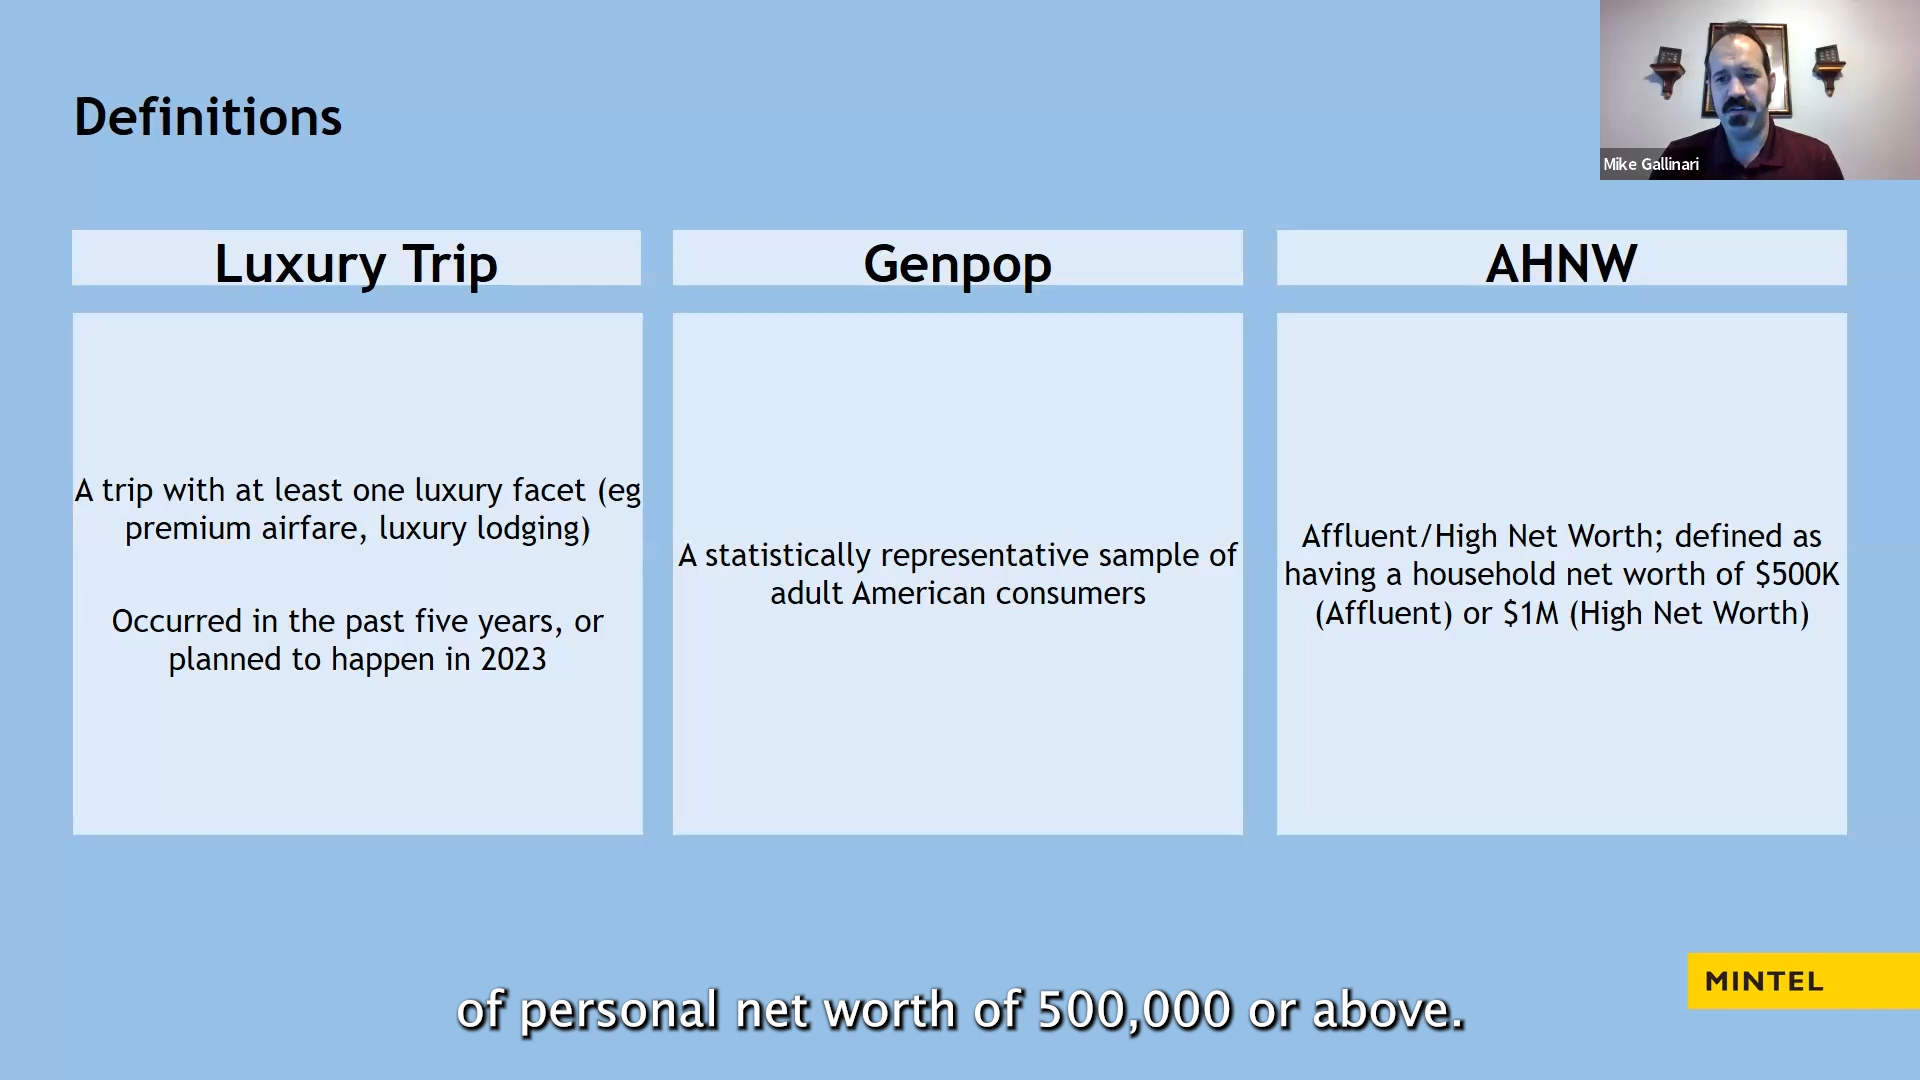 Definitions
Mike Gallinari
Luxury Trip
A trip with at least one luxury facet (eg
premium airfare, luxury lodging)
Occurred in the past five years, or
planned to happen in 2023
Genpop
A statistically representative sample of
adult American consumers
AHNW
Affluent/High Net Worth; defined as
having a household net worth of $500K
(Affluent) or $1M (High Net Worth)
MINTEL
of personal net worth of 500,000 or above.